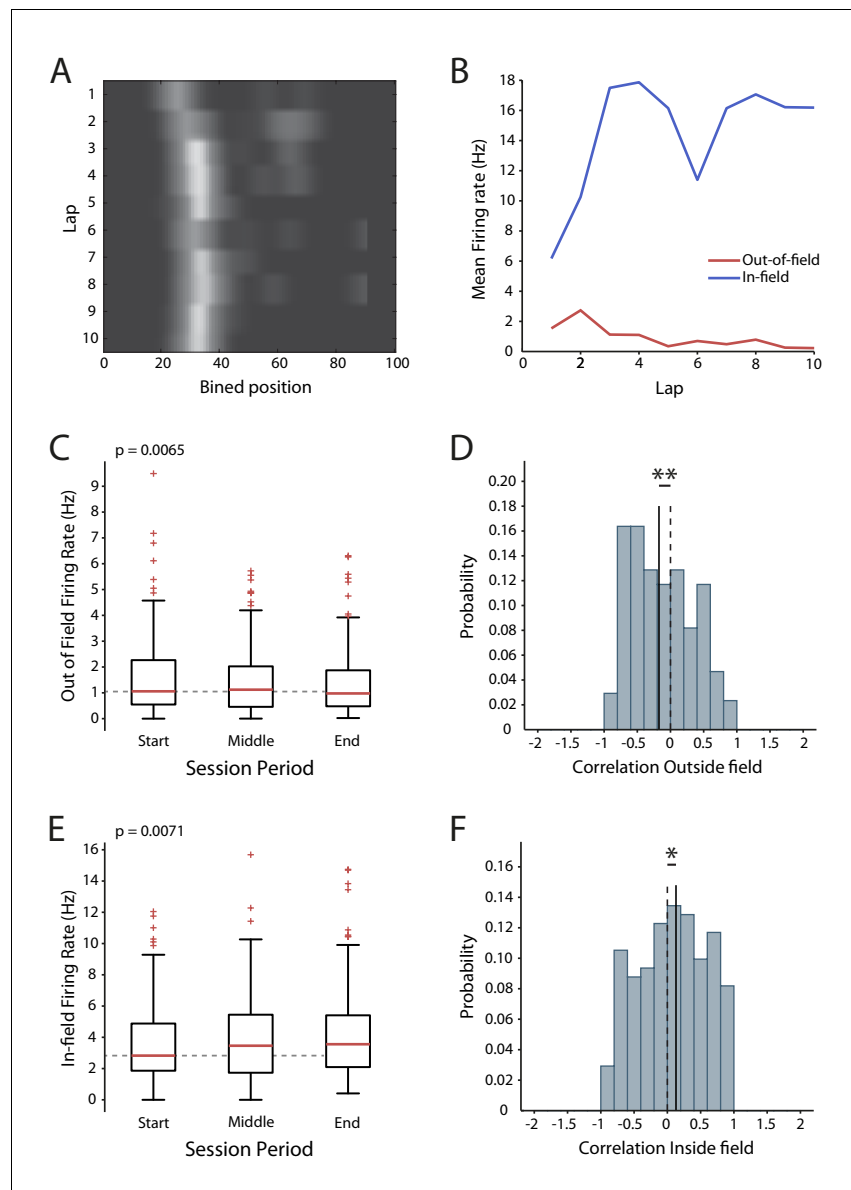 A
0 20 40 60 80 100
1
2
3
4
5
6
7
8
9
10
Lap
Bined position
B
18
16
14
12
10
8
6
4
2
0
Mean Firing rate (Hz)
Out-of-field
In-field
2 4 6 8 10
Lap
C
p = 0.0065
9
8
7
6
5
4
3
2
1
0
Out of Field Firing Rate (Hz)
Start Middle End
Session Period
D
**
0.20
0.18
0.16
0.14
0.12
0.10
0.08
0.06
0.04
0.02
0
Probability
-2 -1.5 -1 -0.5 0 0.5 1 1.5 2
Correlation Outside field
E
p = 0.0071
16
14
12
10
8
6
4
2
0
In-field Firing Rate (Hz)
Start Middle End
Session Period
F
*
0.16
0.14
0.12
0.10
0.08
0.06
0.04
0.02
0
Probability
-2 -1.5 -1 -0.5 0 0.5 1 1.5 2
Correlation Inside field